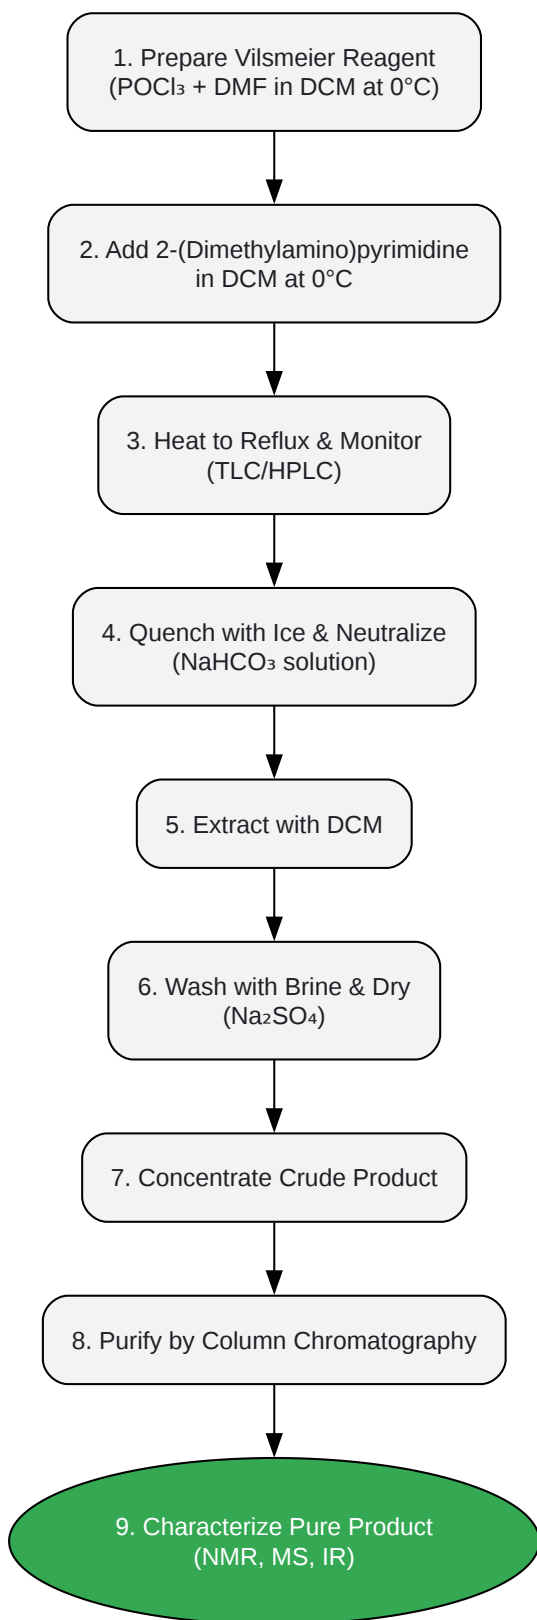 1. Prepare Vilsmeier Reagent
(POCl₃ + DMF in DCM at 0°C)
2. Add 2-(Dimethylamino)pyrimidine
in DCM at 0°C
3. Heat to Reflux & Monitor
(TLC/HPLC)
4. Quench with Ice & Neutralize
(NaHCO₃ solution)
5. Extract with DCM
6. Wash with Brine & Dry
(Na₂SO₄)
7. Concentrate Crude Product
8. Purify by Column Chromatography
9. Characterize Pure Product
(NMR, MS, IR)